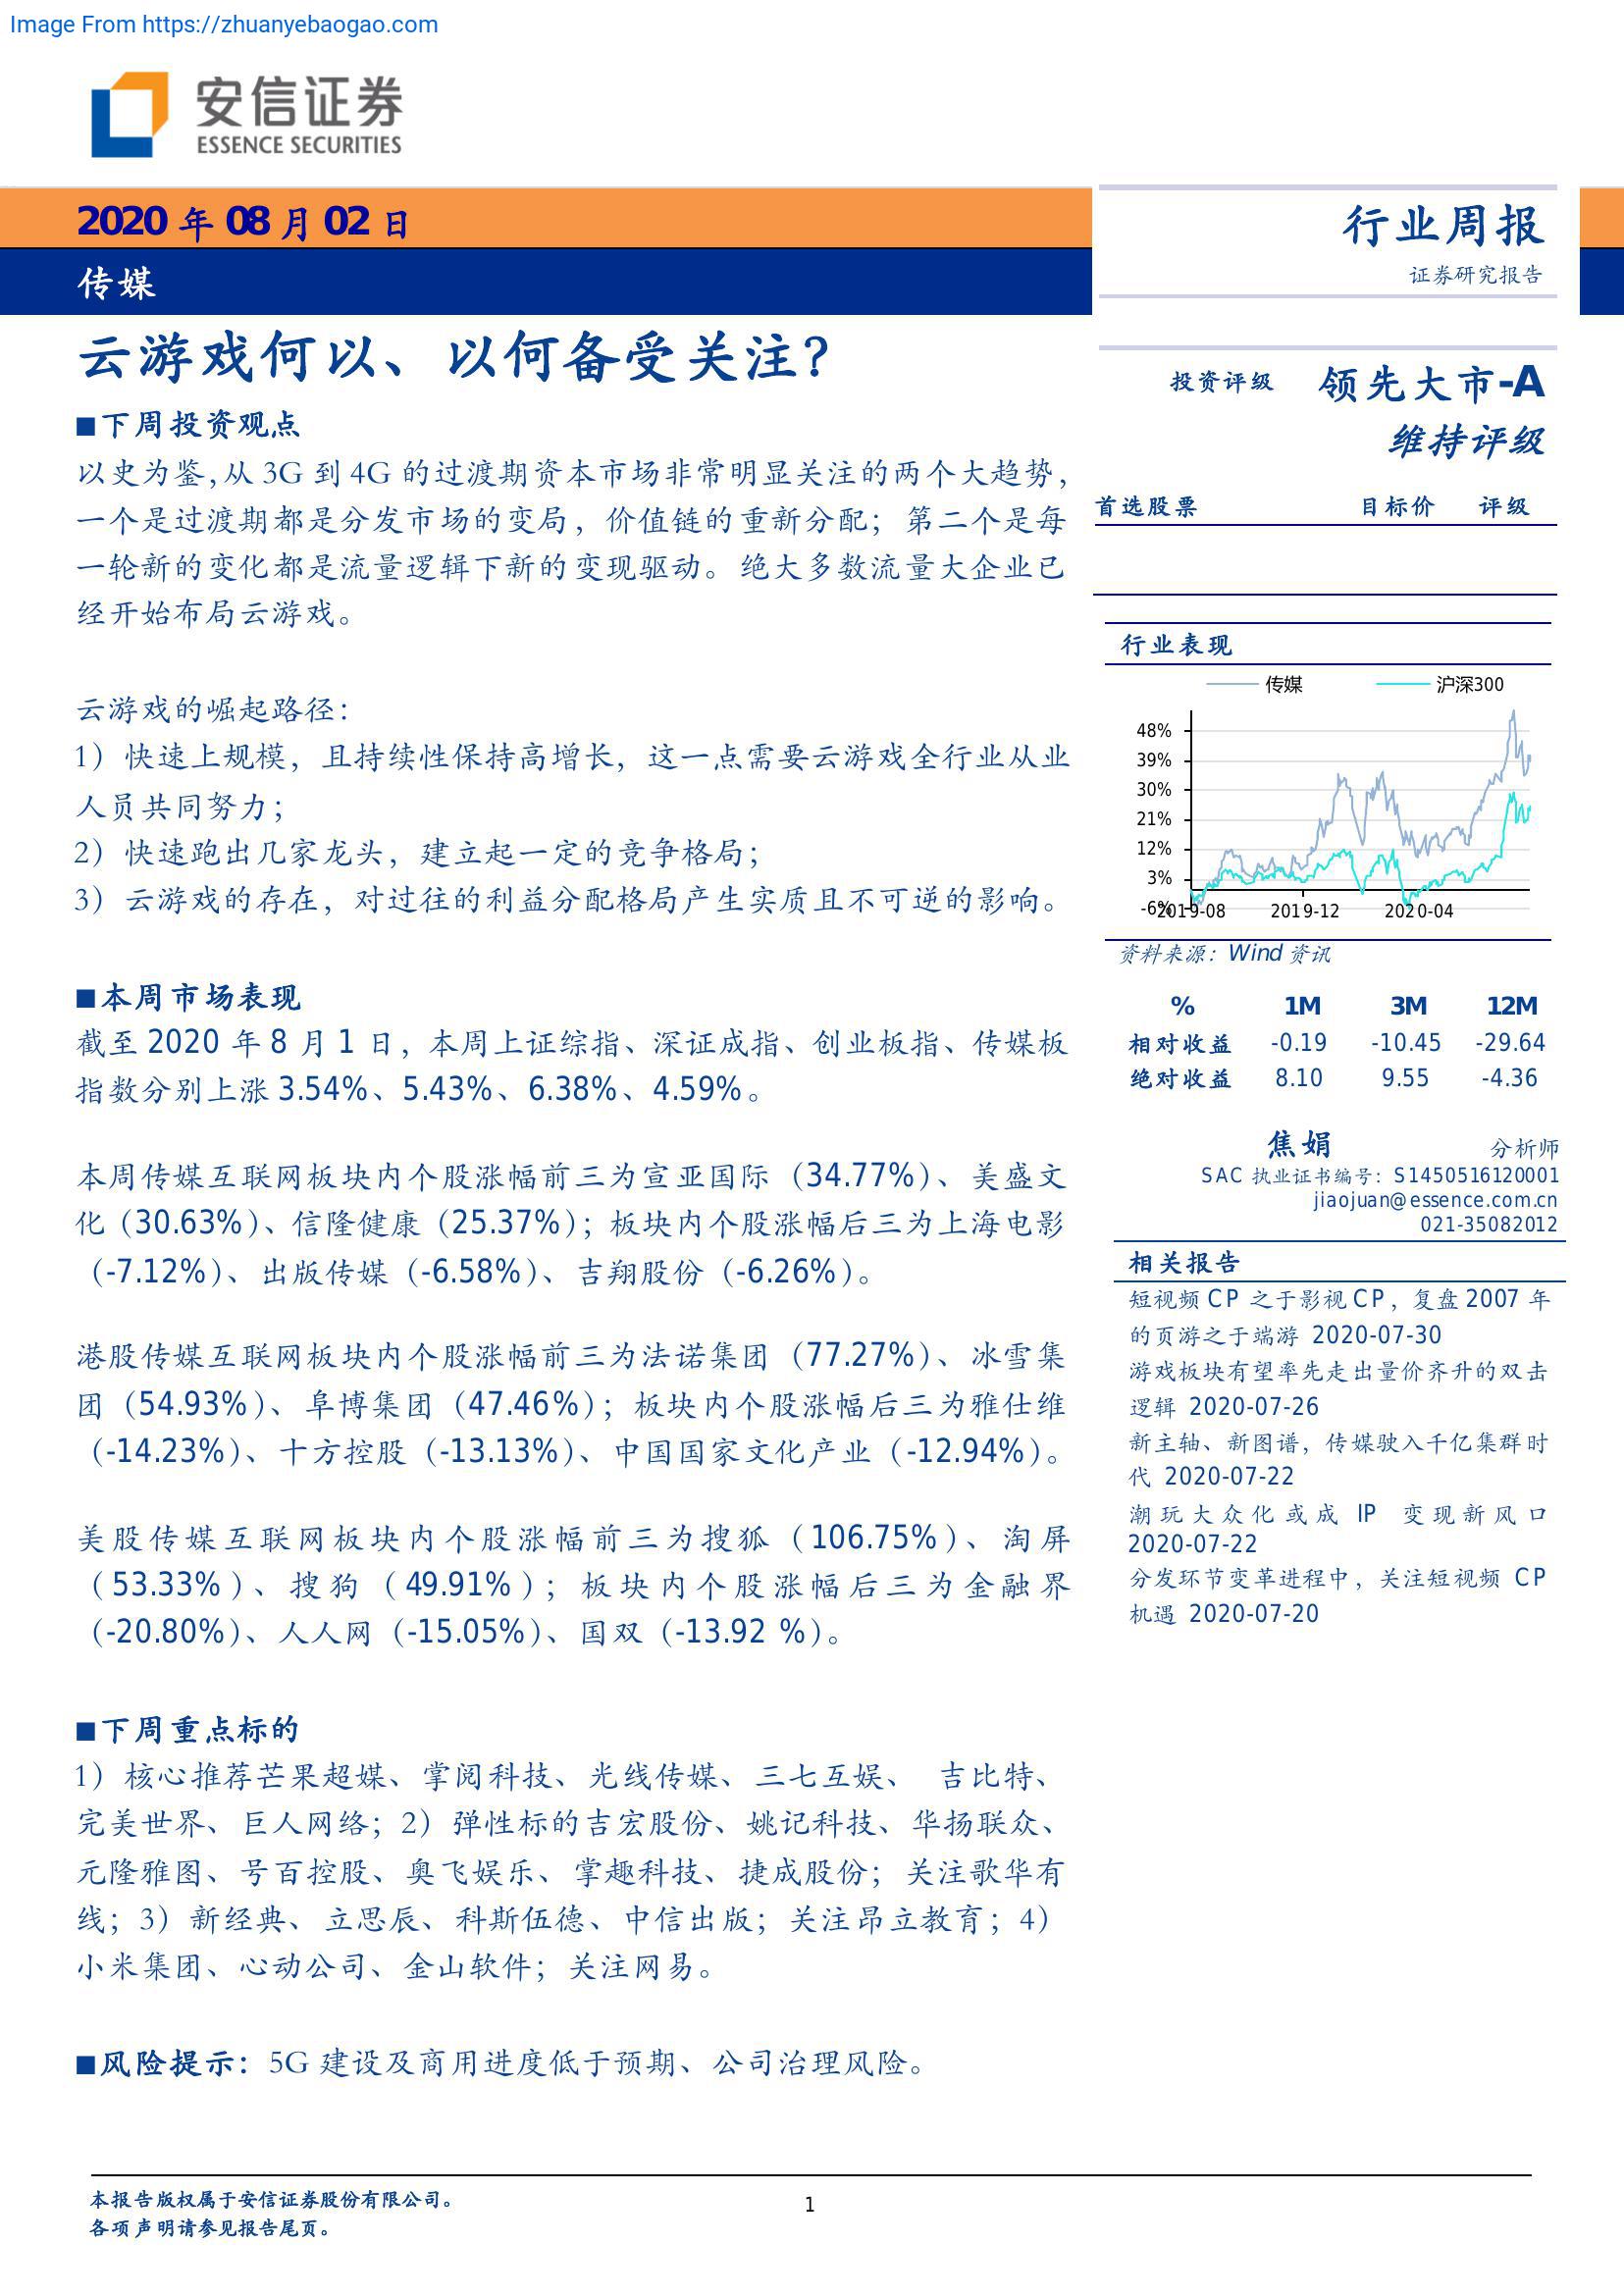 Image From https://zhuanyebaogao.com
安信证券
ESSENCE SECURITIES
2020 年 08 月 02 日
传媒
行业周报
证券研究报告
云游戏何以、以何备受关注？
■下周投资观点
以史为鉴，从 3G 到 4G 的过渡期资本市场非常明显关注的两个大趋势，
一个是过渡期都是分发市场的变局，价值链的重新分配；第二个是每
一轮新的变化都是流量逻辑下新的变现驱动。绝大多数流量大企业已
经开始布局云游戏。
云游戏的崛起路径：
1）快速上规模，且持续性保持高增长，这一点需要云游戏全行业从业
人员共同努力；
2）快速跑出几家龙头，建立起一定的竞争格局；
3）云游戏的存在，对过往的利益分配格局产生实质且不可逆的影响。
■本周市场表现
截至 2020 年 8 月 1 日，本周上证综指、深证成指、创业板指、传媒板
指数分别上涨 3.54%、5.43%、6.38%、4.59%。
本周传媒互联网板块内个股涨幅前三为宣亚国际（34.77%）、美盛文
化（30.63%）、信隆健康（25.37%）；板块内个股涨幅后三为上海电影
（-7.12%）、出版传媒（-6.58%）、吉翔股份（-6.26%）。
港股传媒互联网板块内个股涨幅前三为法诺集团（77.27%）、冰雪集
团（54.93%）、阜博集团（47.46%）；板块内个股涨幅后三为雅仕维
（-14.23%）、十方控股（-13.13%）、中国国家文化产业（-12.94%）。
美股传媒互联网板块内个股涨幅前三为搜狐（106.75%）、淘屏
（53.33%）、搜狗（49.91%）；板块内个股涨幅后三为金融界
（-20.80%）、人人网（-15.05%）、国双（-13.92 %）。
■下周重点标的
1）核心推荐芒果超媒、掌阅科技、光线传媒、三七互娱、 吉比特、
完美世界、巨人网络；2）弹性标的吉宏股份、姚记科技、华扬联众、
元隆雅图、号百控股、奥飞娱乐、掌趣科技、捷成股份；关注歌华有
线；3）新经典、立思辰、科斯伍德、中信出版；关注昂立教育；4）
小米集团、心动公司、金山软件；关注网易。
■风险提示：5G 建设及商用进度低于预期、公司治理风险。
投资评级 领先大市-A
维持评级
首选股票 目标价 评级
行业表现
传媒 沪深300
48%
39%
30%
21%
12%
3%
-6%
2019-08 2019-12 2020-04
资料来源：Wind 资讯
% 1M 3M 12M
相对收益 -0.19 -10.45 -29.64
绝对收益 8.10 9.55 -4.36
焦娟 分析师
SAC 执业证书编号：S1450516120001
jiaojuan@essence.com.cn
021-35082012
相关报告
短视频 CP 之于影视 CP，复盘 2007 年
的页游之于端游 2020-07-30
游戏板块有望率先走出量价齐升的双击
逻辑 2020-07-26
新主轴、新图谱，传媒驶入千亿集群时
代 2020-07-22
潮玩大众化或成 IP 变现新风口
2020-07-22
分发环节变革进程中，关注短视频 CP
机遇 2020-07-20
本报告版权属于安信证券股份有限公司。
各项声明请参见报告尾页。
1